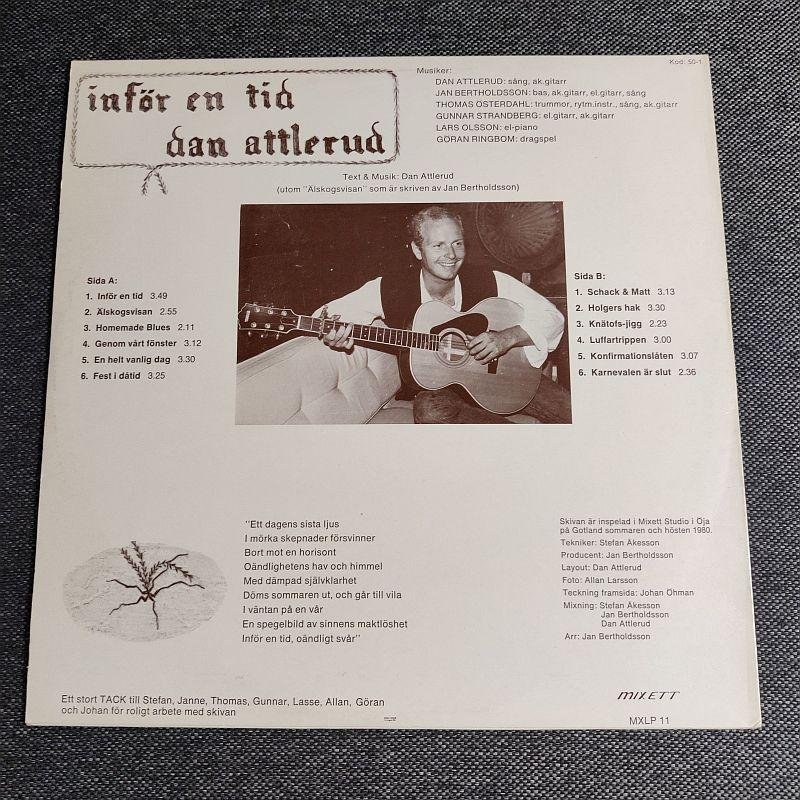 Kod: 50-1
inför en tid
dan attlerud
Musiker:
DAN ATTLERUD: sång, ak.gitarr
JAN BERTHOLDSSON: bas, ak.gitarr, el.gitarr, sång
THOMAS ÖSTERDAHL: trummor, rytm.instr., sång, ak.gitarr
GUNNAR STRANDBERG: el.gitarr, ak.gitarr
LARS OLSSON: el-piano
GÖRAN RINGBOM: dragspel
Text & Musik: Dan Attlerud
(utom "Älskogsvisan" som är skriven av Jan Bertholdsson)
Sida A:
1. Inför en tid 3.49
2. Älskogsvisan 2.55
3. Homemade Blues 2.11
4. Genom vårt fönster 3.12
5. En helt vanlig dag 3.30
6. Fest i dåtid 3.25
Sida B:
1. Schack & Matt 3.13
2. Holgers hak 3.30
3. Knätofs-jigg 2.23
4. Luffartrippen 3.00
5. Konfirmationslåten 3.07
6. Karnevalen är slut 2.36
"Ett dagens sista ljus
I mörka skepnader försvinner
Bort mot en horisont
Oändlighetens hav och himmel
Med dämpad självklarhet
Döms sommaren ut, och går till vila
I väntan på en vår
En spegelbild av sinnens maktlöshet
Inför en tid, oändligt svår"
Skivan är inspelad i Mixett Studio i Öja
på Gotland sommaren och hösten 1980.
Tekniker: Stefan Åkesson
Producent: Jan Bertholdsson
Layout: Dan Attlerud
Foto: Allan Larsson
Teckning framsida: Johan Öhman
Mixning: Stefan Åkesson
Jan Bertholdsson
Dan Attlerud
Arr: Jan Bertholdsson
Ett stort TACK till Stefan, Janne, Thomas, Gunnar, Lasse, Allan, Göran
och Johan för roligt arbete med skivan
MIXETT
MXLP 11